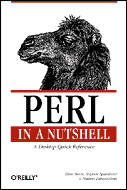 O'REILLY
PERL
IN A NUTSHELL
A Desktop Quick Reference